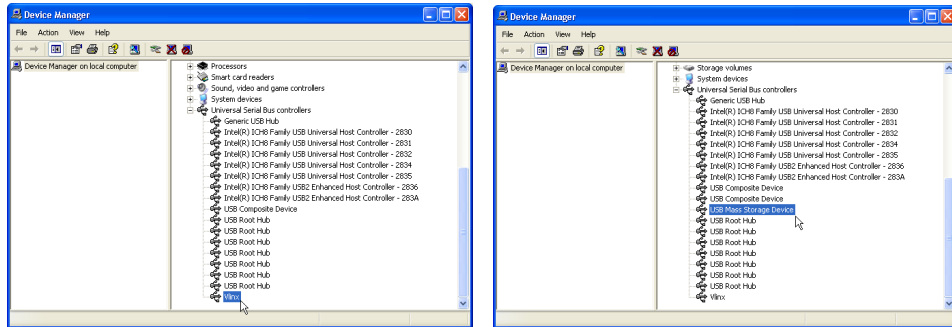 Device Manager
File Action View Help
Device Manager on local computer
Processors
Smart card readers
Sound, video and game controllers
System devices
Universal Serial Bus controllers
Generic USB Hub
Intel(R) ICH8 Family USB Universal Host Controller - 2830
Intel(R) ICH8 Family USB Universal Host Controller - 2831
Intel(R) ICH8 Family USB Universal Host Controller - 2832
Intel(R) ICH8 Family USB Universal Host Controller - 2834
Intel(R) ICH8 Family USB Universal Host Controller - 2835
Intel(R) ICH8 Family USB2 Enhanced Host Controller - 2836
Intel(R) ICH8 Family USB2 Enhanced Host Controller - 283A
USB Composite Device
USB Root Hub
USB Root Hub
USB Root Hub
USB Root Hub
USB Root Hub
USB Root Hub
USB Root Hub
Vlinx
Device Manager
File Action View Help
Device Manager on local computer
Storage volumes
System devices
Universal Serial Bus controllers
Generic USB Hub
Intel(R) ICH8 Family USB Universal Host Controller - 2830
Intel(R) ICH8 Family USB Universal Host Controller - 2831
Intel(R) ICH8 Family USB Universal Host Controller - 2832
Intel(R) ICH8 Family USB Universal Host Controller - 2834
Intel(R) ICH8 Family USB Universal Host Controller - 2835
Intel(R) ICH8 Family USB2 Enhanced Host Controller - 2836
Intel(R) ICH8 Family USB2 Enhanced Host Controller - 283A
USB Composite Device
USB Composite Device
USB Mass Storage Device
USB Root Hub
USB Root Hub
USB Root Hub
USB Root Hub
USB Root Hub
USB Root Hub
USB Root Hub
Vlinx